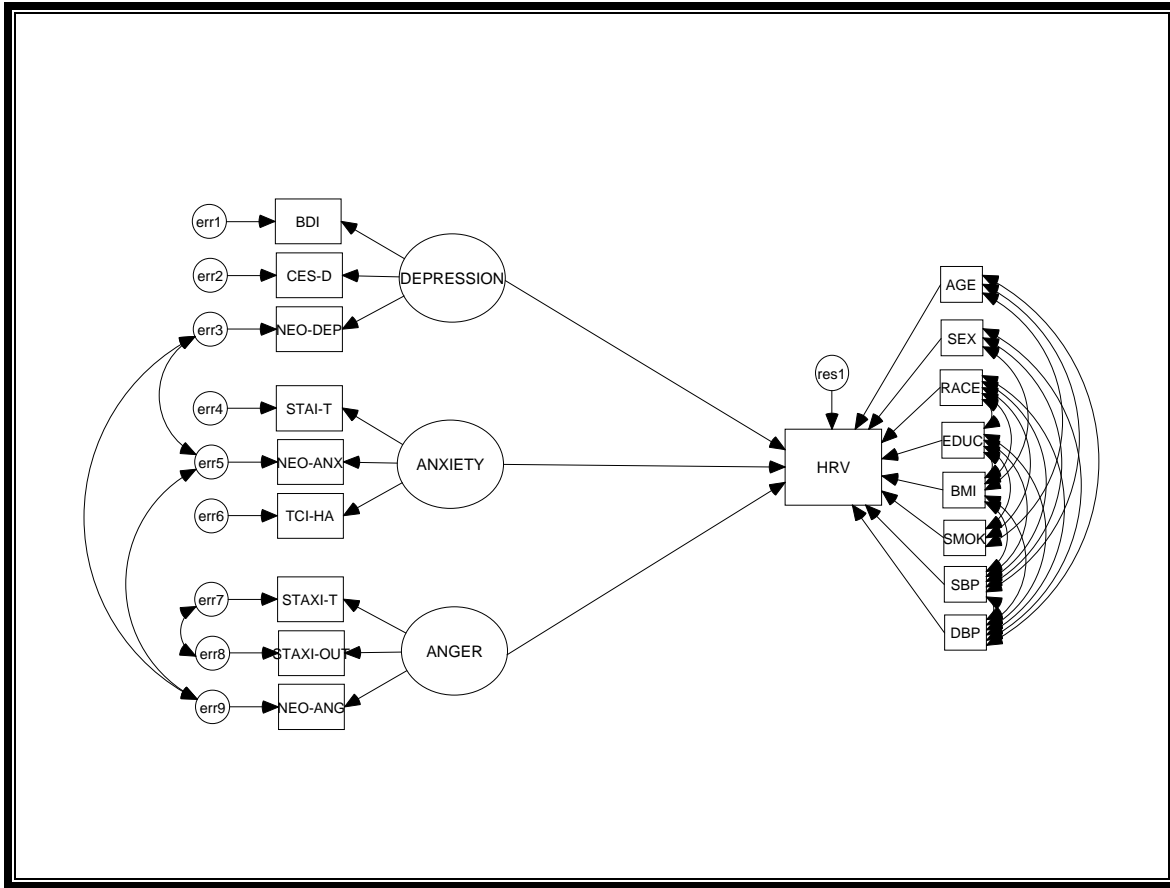 err1
BDI
err2
CES-D
DEPRESSION
err3
NEO-DEP
err4
STAI-T
err5
NEO-ANX
ANXIETY
err6
TCI-HA
err7
STAXI-T
err8
STAXI-OUT
ANGER
err9
NEO-ANG
res1
HRV
AGE
SEX
RACE
EDUC
BMI
SMOK
SBP
DBP